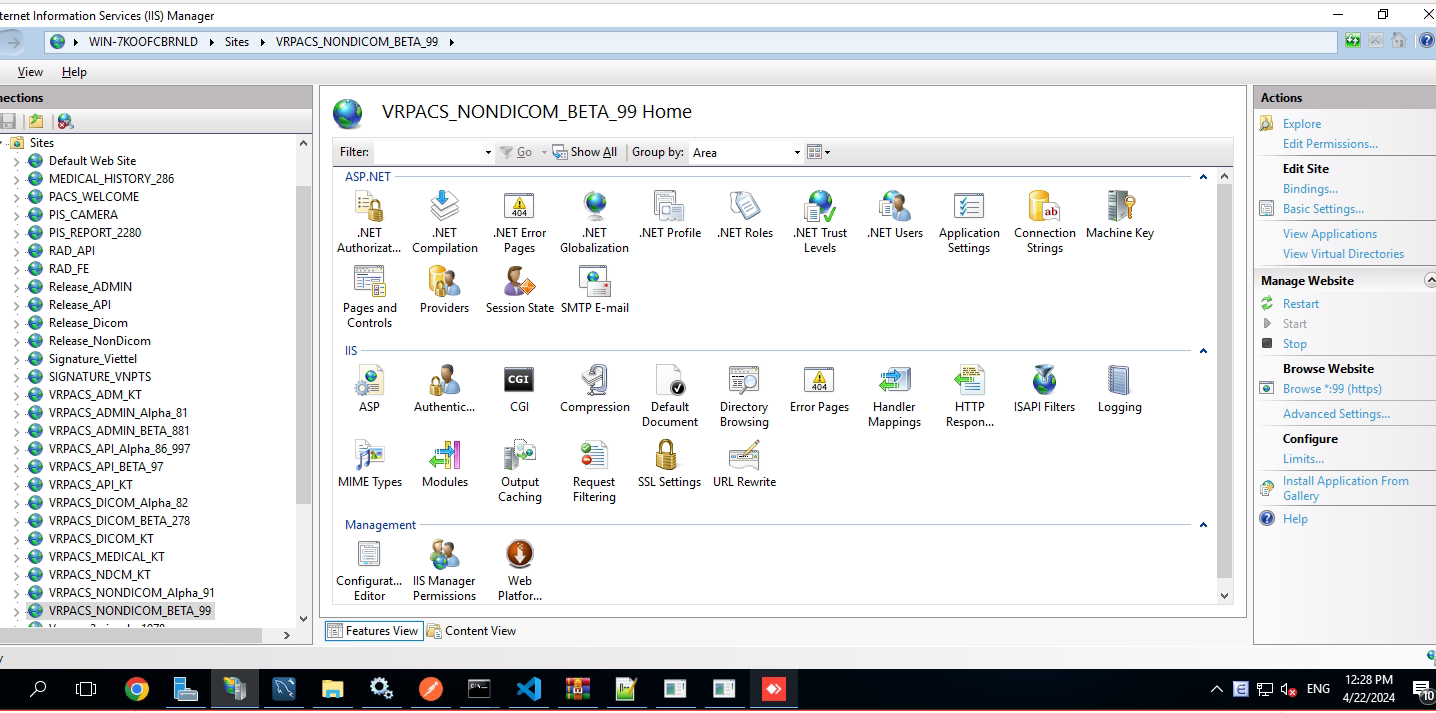 ternet Information Services (IIS) Manager
WIN-7KOOFCBRNLD
Sites
VRPACS_NONDICOM_BETA_99
View
Help
nections
Sites
Default Web Site
MEDICAL_HISTORY_286
PACS_WELCOME
PIS_CAMERA
PIS_REPORT_2280
RAD_API
RAD_FE
Release_ADMIN
Release_API
Release_Dicom
Release_NonDicom
Signature_Viettel
SIGNATURE_VNPTS
VRPACS_ADM_KT
VRPACS_ADMIN_Alpha_81
VRPACS_ADMIN_BETA_881
VRPACS_API_Alpha_86_997
VRPACS_API_BETA_97
VRPACS_API_KT
VRPACS_DICOM_Alpha_82
VRPACS_DICOM_BETA_278
VRPACS_DICOM_KT
VRPACS_MEDICAL_KT
VRPACS_NDCM_KT
VRPACS_NONDICOM_Alpha_91
VRPACS_NONDICOM_BETA_99
VRPACS_NONDICOM_BETA_99 Home
Filter:
Go
Show All
Group by:
Area
ASP.NET
.NET Authorizat...
.NET Compilation
.NET Error Pages
.NET Globalization
.NET Profile
.NET Roles
.NET Trust Levels
.NET Users
Application Settings
Connection Strings
Machine Key
Pages and Controls
Providers
Session State
SMTP E-mail
IIS
ASP
Authentic...
CGI
Compression
Default Document
Directory Browsing
Error Pages
Handler Mappings
HTTP Respon...
ISAPI Filters
Logging
MIME Types
Modules
Output Caching
Request Filtering
SSL Settings
URL Rewrite
Management
Configurat... Editor
IIS Manager Permissions
Web Platfor...
Features View
Content View
Actions
Explore
Edit Permissions...
Edit Site
Bindings...
Basic Settings...
View Applications
View Virtual Directories
Manage Website
Restart
Start
Stop
Browse Website
Browse *:99 (https)
Advanced Settings...
Configure
Limits...
Install Application From Gallery
Help
ENG
12:28 PM
4/22/2024
10